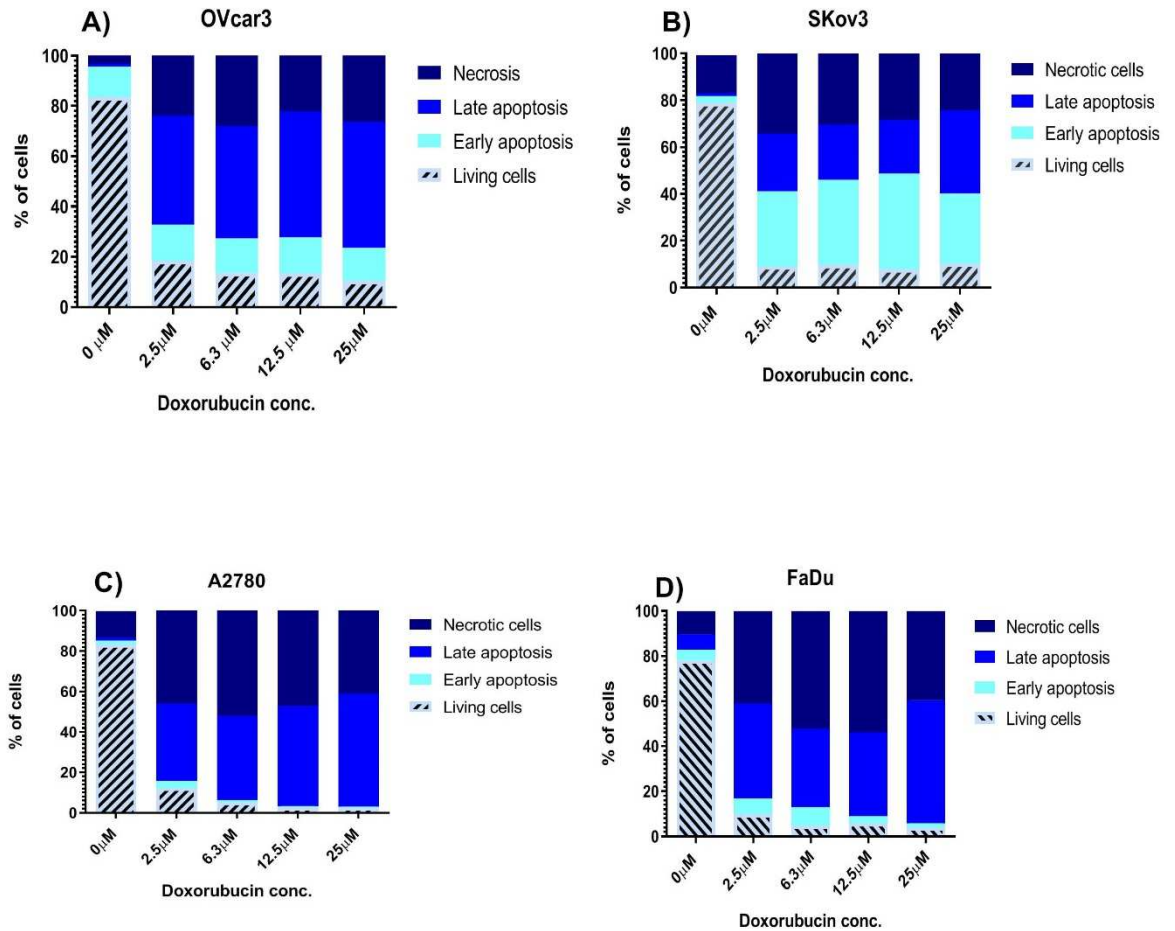 A)
OVcar3
% of cells
100
80
60
40
20
0
0 μM
2.5μM
6.3 μM
12.5 μM
25μM
Doxorubucin conc.
Necrosis
Late apoptosis
Early apoptosis
Living cells
B)
SKov3
% of cells
100
80
60
40
20
0
0μM
2.5μM
6.3μM
12.5μM
25μM
Doxorubucin conc.
Necrotic cells
Late apoptosis
Early apoptosis
Living cells
C)
A2780
% of cells
100
80
60
40
20
0
0μM
2.5μM
6.3μM
12.5μM
25μM
Doxorubucin conc.
Necrotic cells
Late apoptosis
Early apoptosis
Living cells
D)
FaDu
% of cells
100
80
60
40
20
0
0μM
2.5μM
6.3μM
12.5μM
25μM
Doxorubucin conc.
Necrotic cells
Late apoptosis
Early apoptosis
Living cells